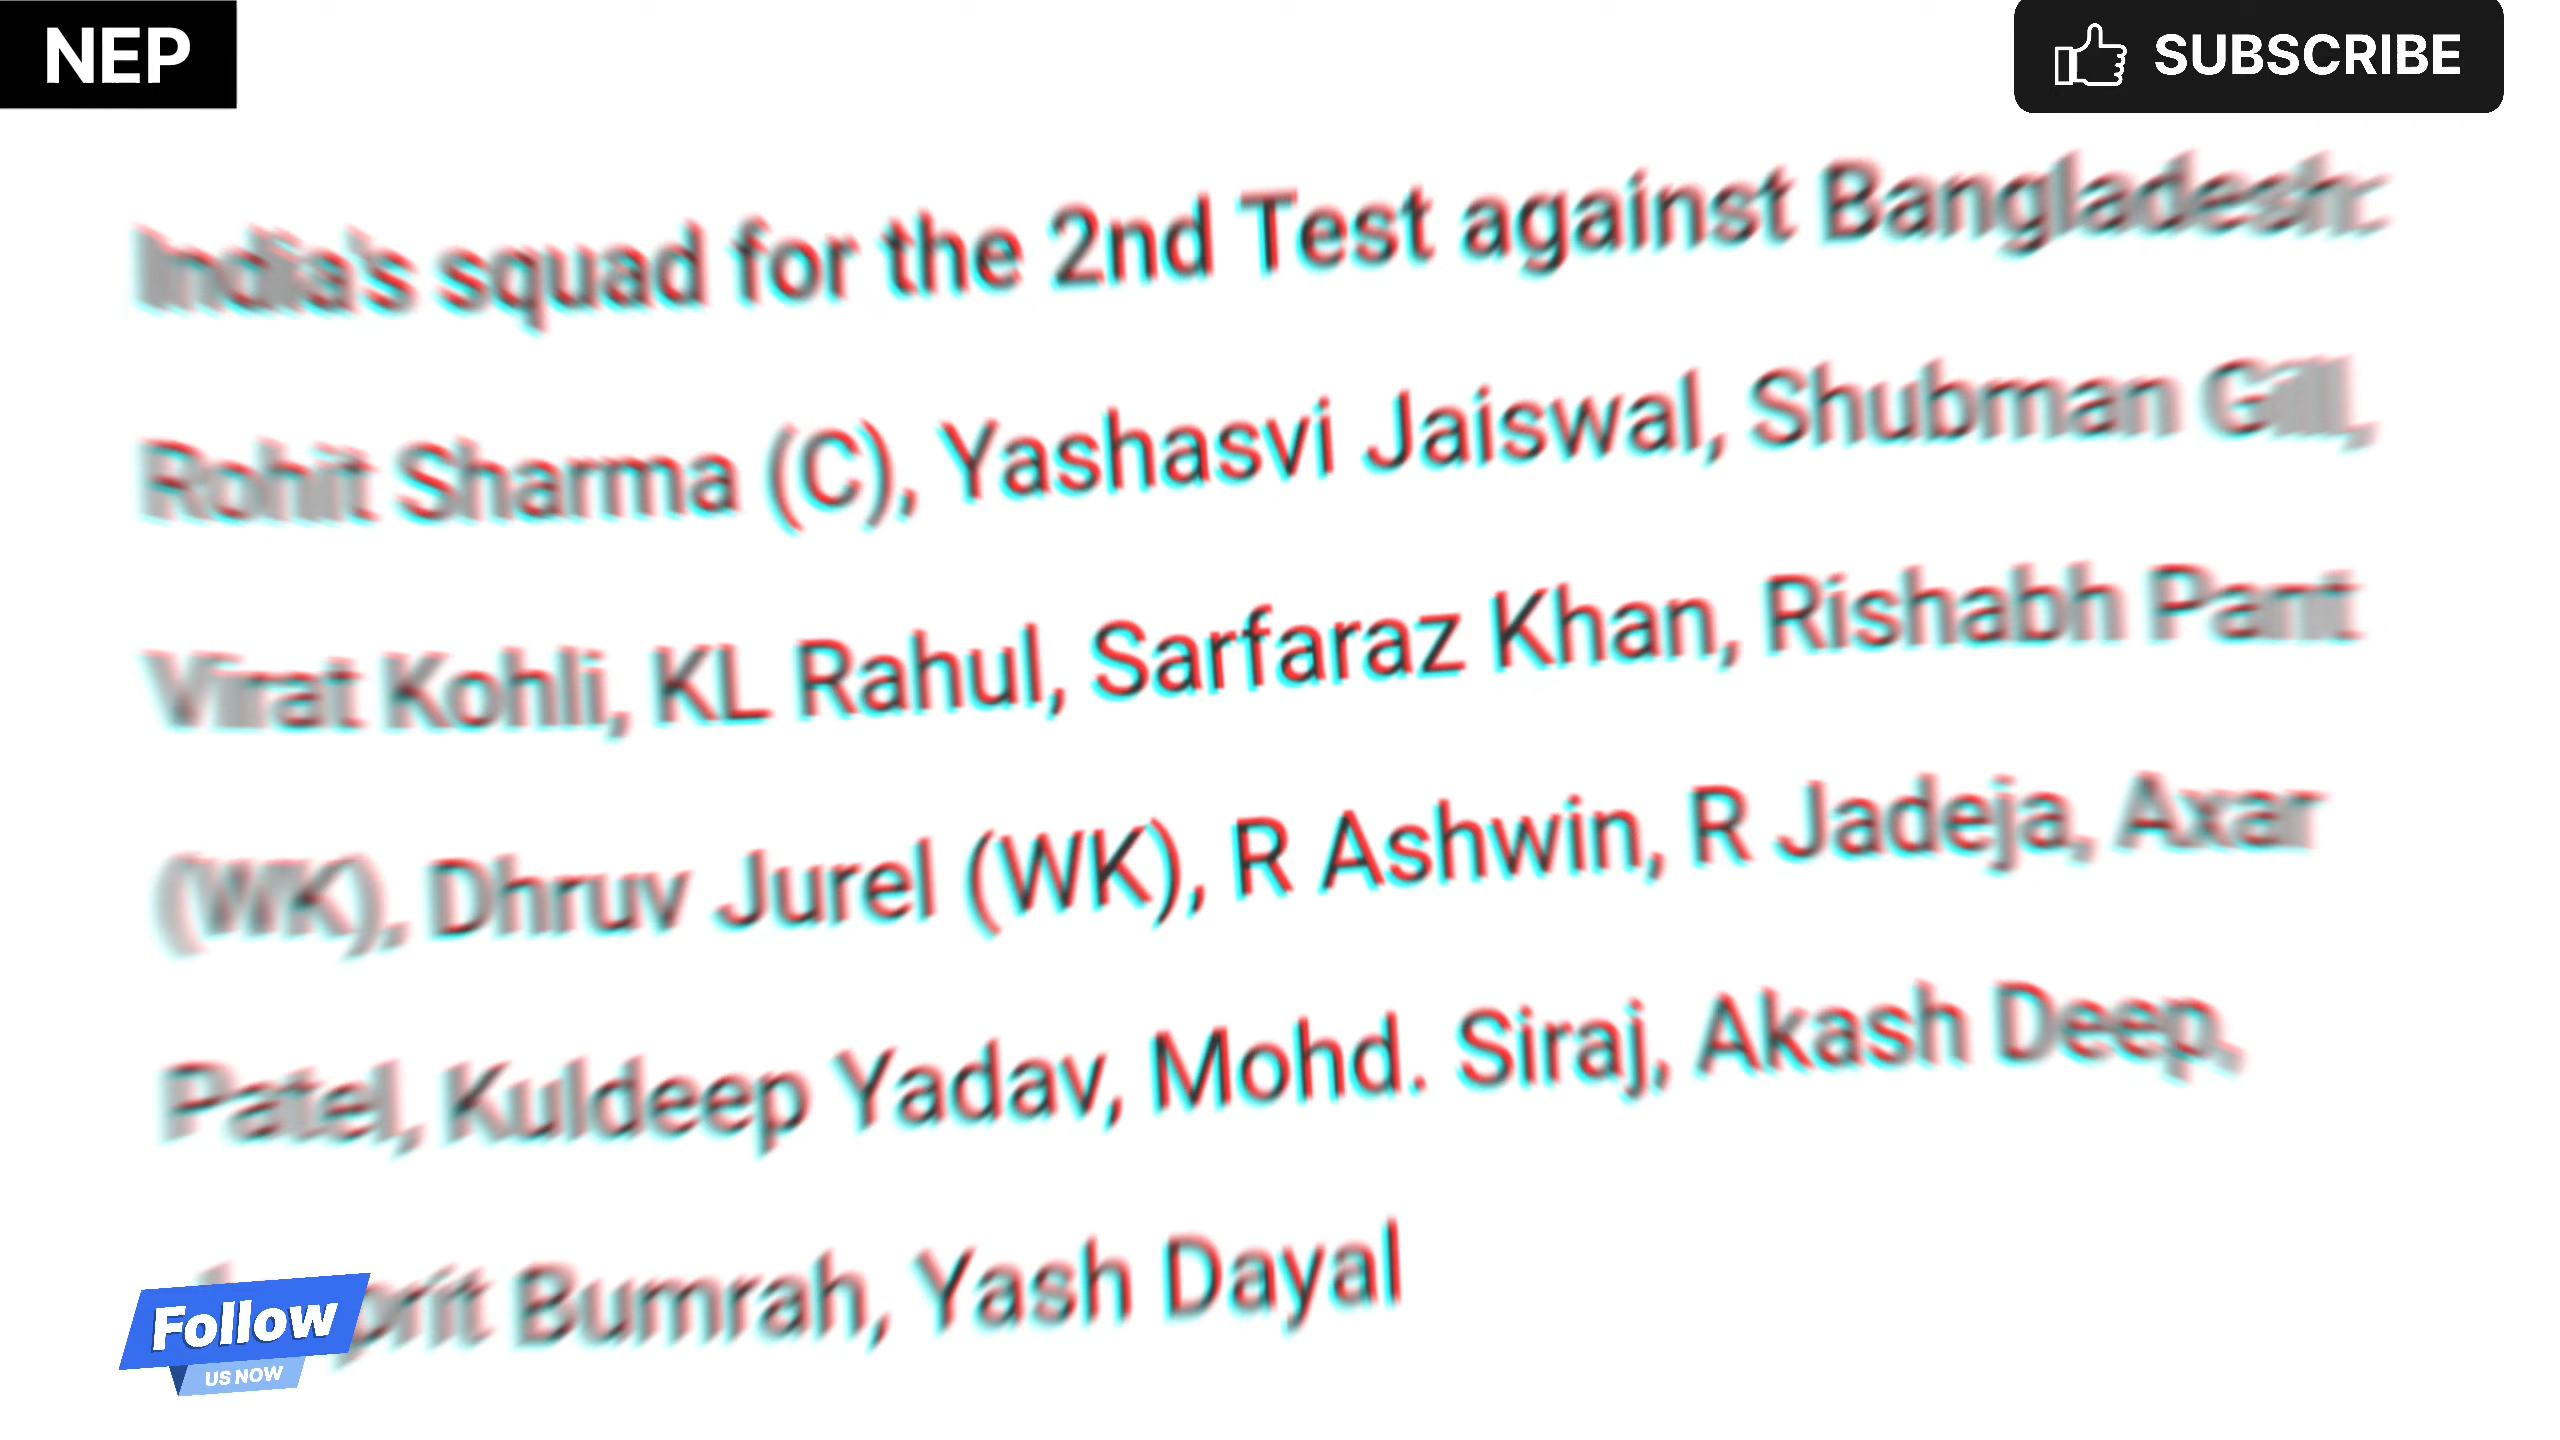 NEP
SUBSCRIBE
India's squad for the 2nd Test against Bangladesh:
Rohit Sharma (C), Yashasvi Jaiswal, Shubman Gill,
Virat Kohli, KL Rahul, Sarfaraz Khan, Rishabh Pant
(WK), Dhruv Jurel (WK), R Ashwin, R Jadeja, Axar
Patel, Kuldeep Yadav, Mohd. Siraj, Akash Deep,
Bumrah, Yash Dayal
Follow
US NOW